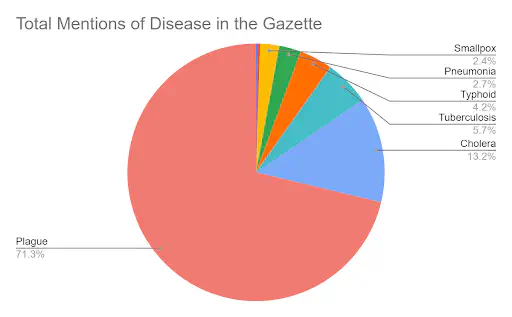 Total Mentions of Disease in the Gazette
Smallpox
2.4%
Pneumonia
2.7%
Typhoid
4.2%
Tuberculosis
5.7%
Cholera
13.2%
Plague
71.3%